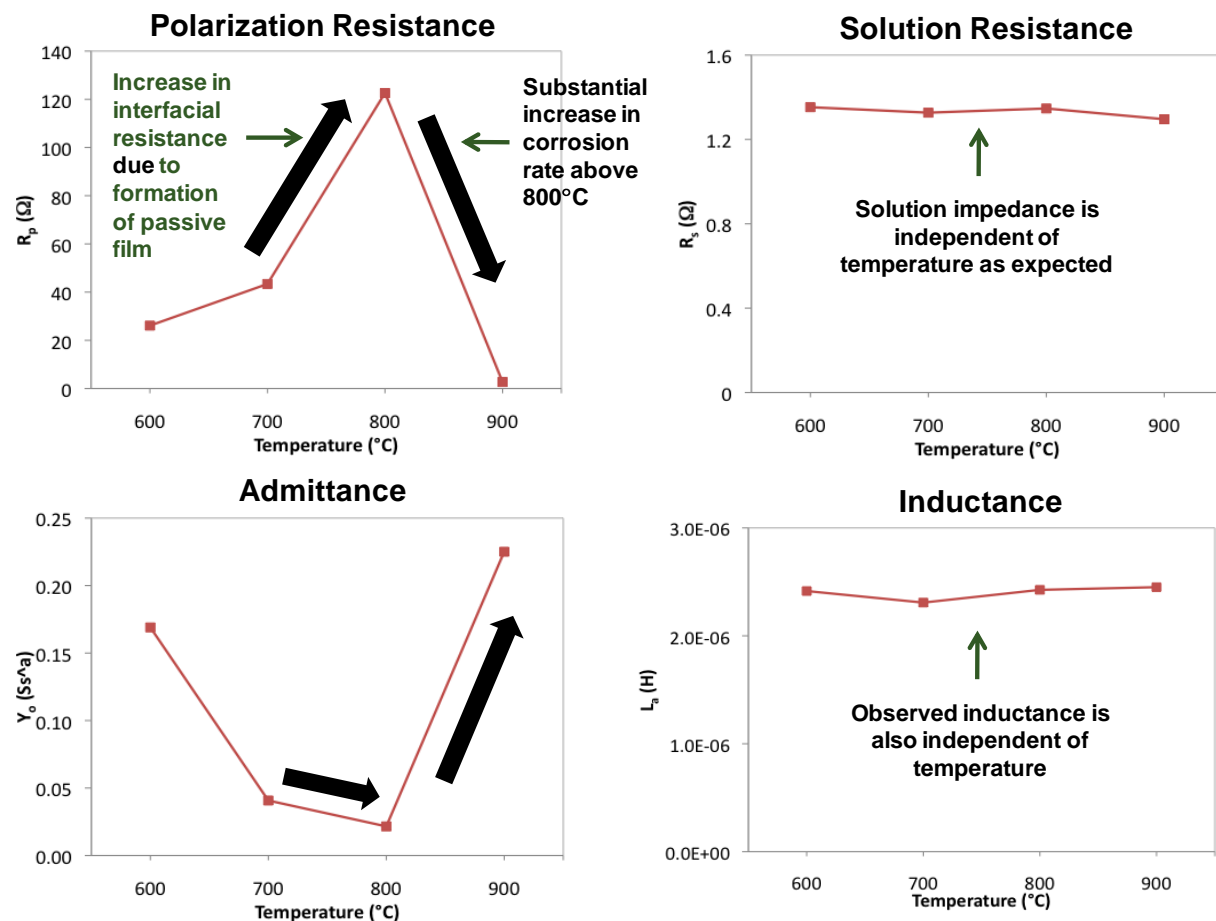 Polarization Resistance
140
120
100
80
60
40
20
0
Rₚ (Ω)
Increase in
interfacial
resistance
due to
formation
of passive
film
Substantial
increase in
corrosion
rate above
800°C
600
700
800
900
Temperature (°C)
Solution Resistance
1.6
1.2
0.8
0.4
0
Rₛ (Ω)
Solution impedance is
independent of
temperature as expected
600
700
800
900
Temperature (°C)
Admittance
0.25
0.20
0.15
0.10
0.05
0.00
Yₒ (Ss^a)
600
700
800
900
Temperature (°C)
Inductance
3.0E-06
2.0E-06
1.0E-06
0.0E+00
Lₐ (H)
Observed inductance is
also independent of
temperature
600
700
800
900
Temperature (°C)